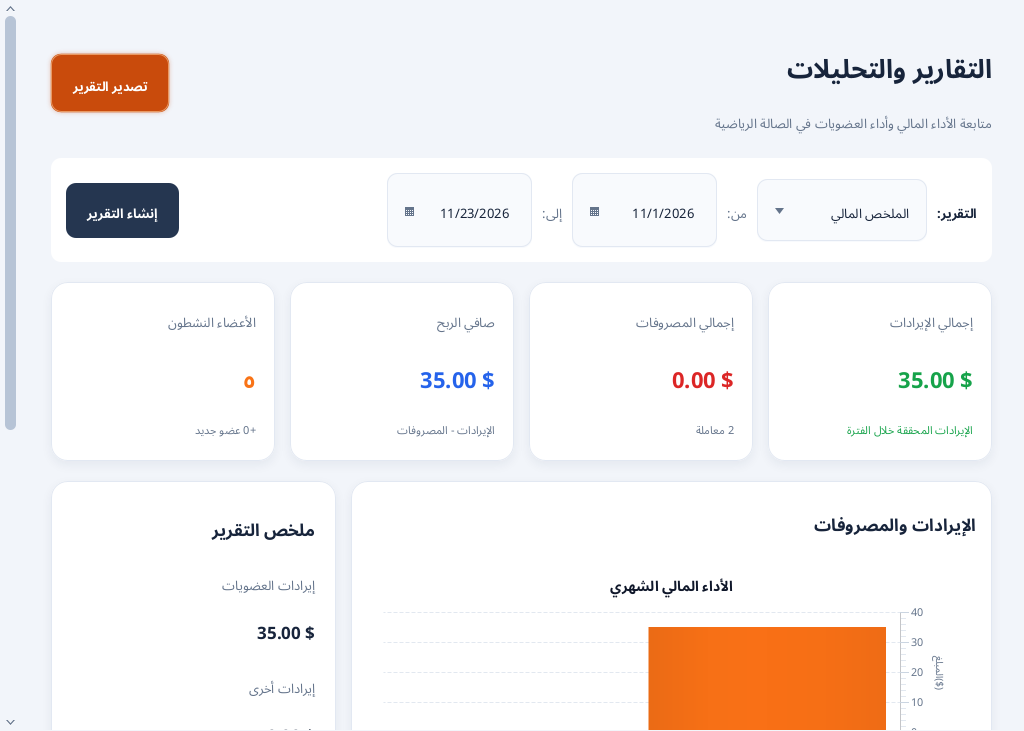 التقارير والتحليلات
تصدير التقرير
متابعة الأداء المالي وأداء العضويات في الصالة الرياضية
التقرير: الملخص المالي من: 11/1/2026 إلى: 11/23/2026 إنشاء التقرير
إجمالي الإيرادات
35.00 $
الإيرادات المحققة خلال الفترة
إجمالي المصروفات
0.00 $
2 معاملة
صافي الربح
35.00 $
الإيرادات - المصروفات
الأعضاء النشطون
٥
+0 عضو جديد
الإيرادات والمصروفات
الأداء المالي الشهري
40
30
20
10
المبلغ($)
ملخص التقرير
إيرادات العضويات
35.00 $
إيرادات أخرى